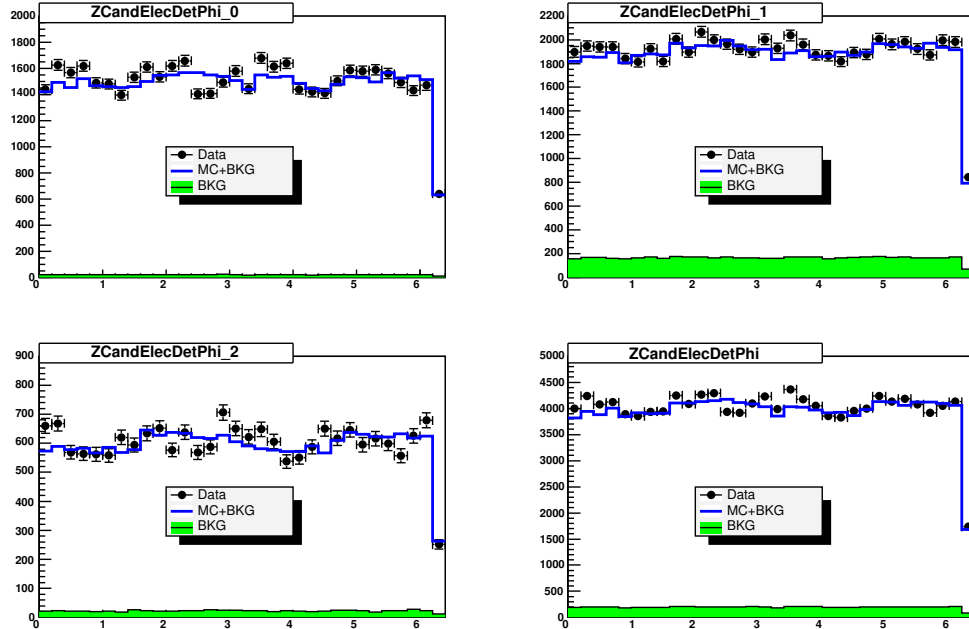 ZCandElecDetPhi_0
2000
1800
1600
1400
1200
1000
800
600
400
200
0
0 1 2 3 4 5 6
Data
MC+BKG
BKG
ZCandElecDetPhi_1
2200
2000
1800
1600
1400
1200
1000
800
600
400
200
0
0 1 2 3 4 5 6
Data
MC+BKG
BKG
ZCandElecDetPhi_2
900
800
700
600
500
400
300
200
100
0
0 1 2 3 4 5 6
Data
MC+BKG
BKG
ZCandElecDetPhi
5000
4500
4000
3500
3000
2500
2000
1500
1000
500
0
0 1 2 3 4 5 6
Data
MC+BKG
BKG